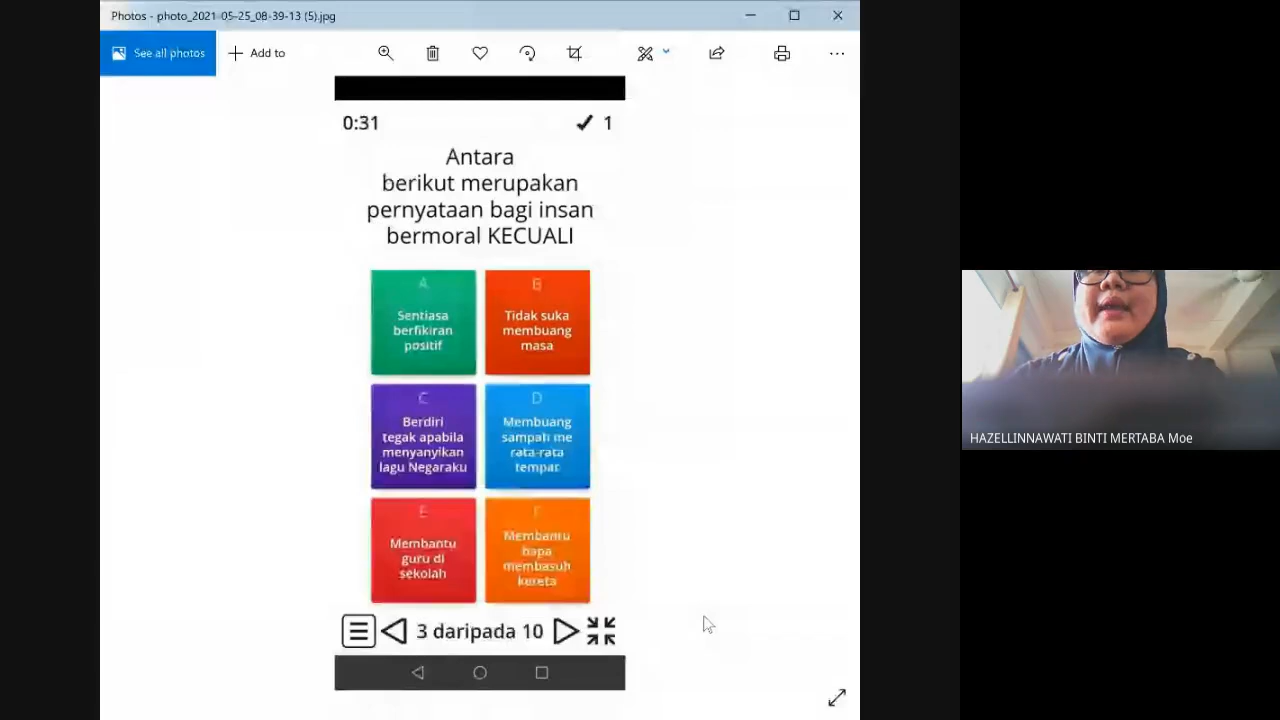 Photos - photo_2021-05-25_08-39-13 (5).jpg
See all photos
Add to
0:31
1
Antara
berikut merupakan
pernyataan bagi insan
bermoral KECUALI
A
Sentiasa
berfikiran
positif
B
Tidak suka
membuang
masa
C
Berdiri
tegak apabila
menyanyikan
lagu Negaraku
D
Membuang
sampah me
rata-rata
tempat
E
Membantu
guru di
sekolah
F
Membantu
bapa
membasuh
kereta
3 daripada 10
HAZELLINNAWATI BINTI MERTABA Moe